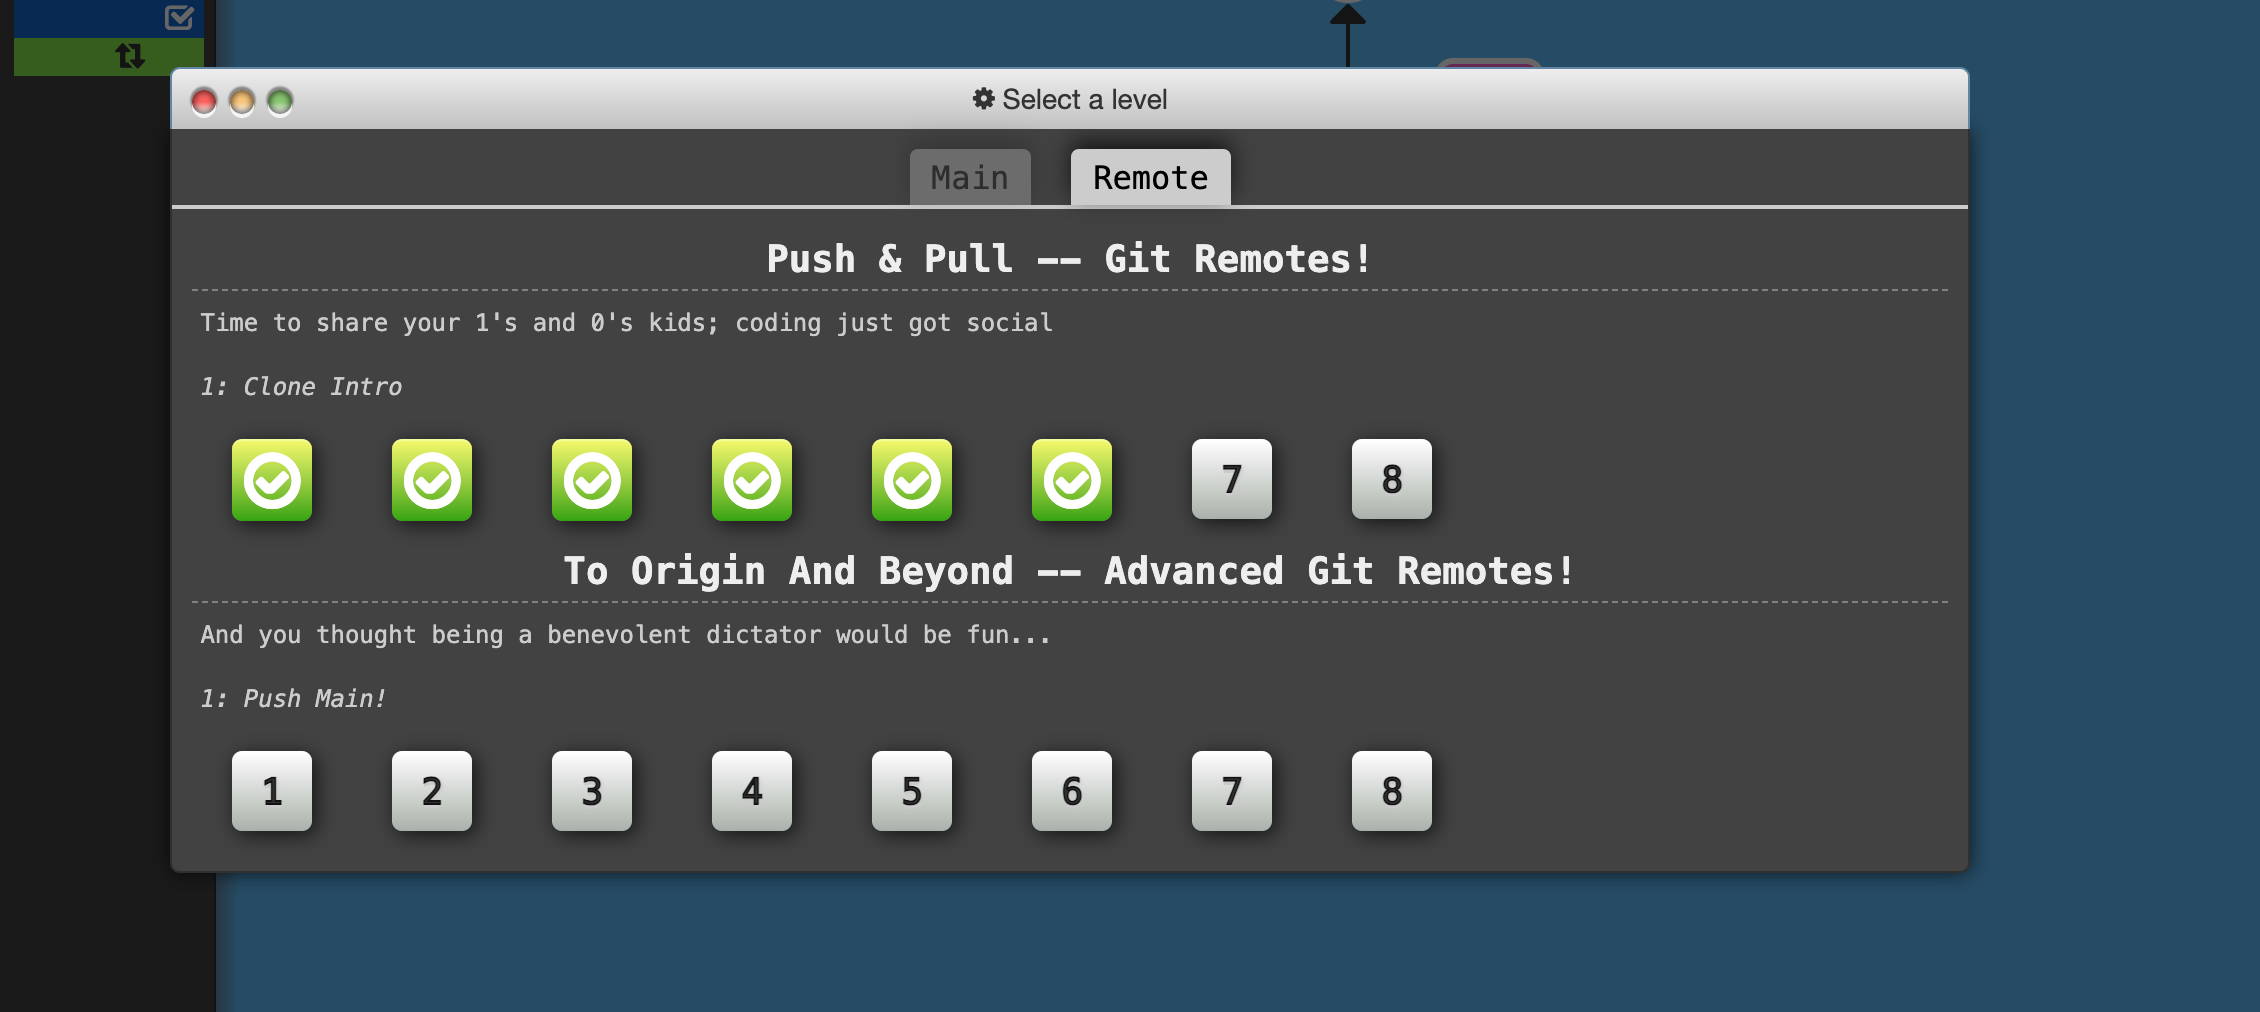 Select a level
Main Remote
Push & Pull -- Git Remotes!
Time to share your 1's and 0's kids; coding just got social
1: Clone Intro
7 8
To Origin And Beyond -- Advanced Git Remotes!
And you thought being a benevolent dictator would be fun...
1: Push Main!
1 2 3 4 5 6 7 8